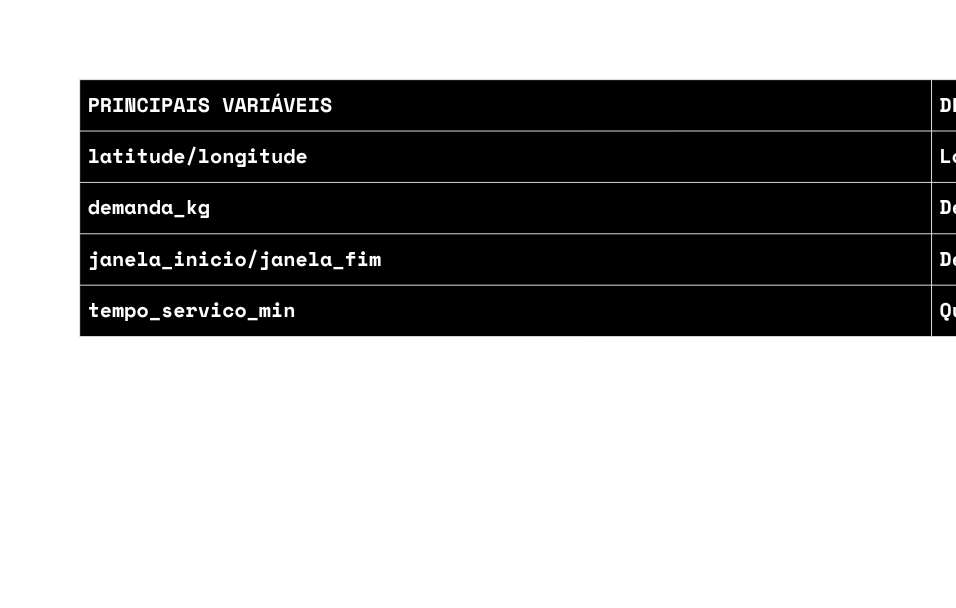 PRINCIPAIS VARIÁVEIS
latitude/longitude
demanda_kg
janela_inicio/janela_fim
tempo_servico_min